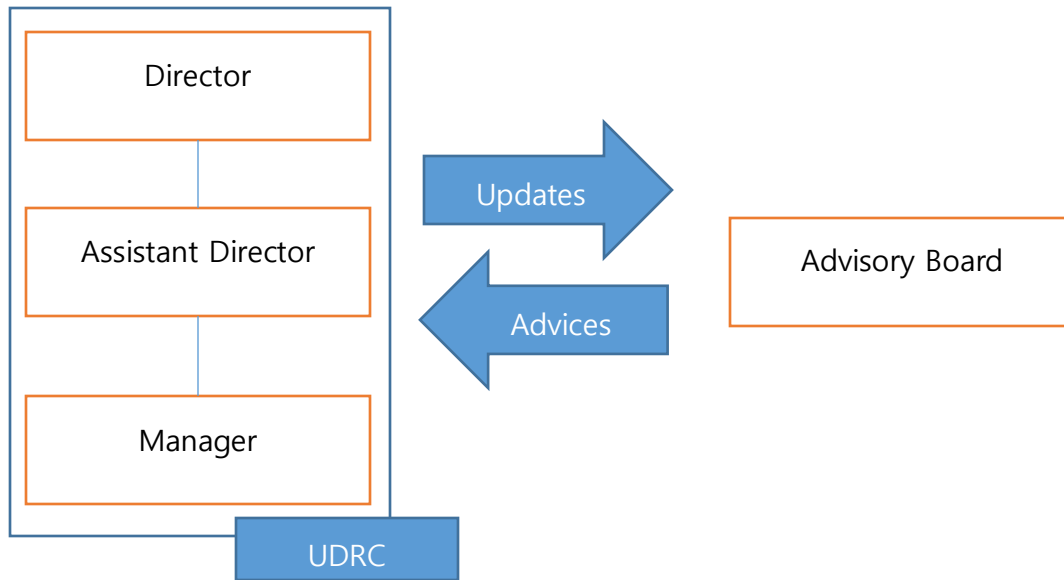 Director
Assistant Director
Manager
UDRC
Updates
Advices
Advisory Board